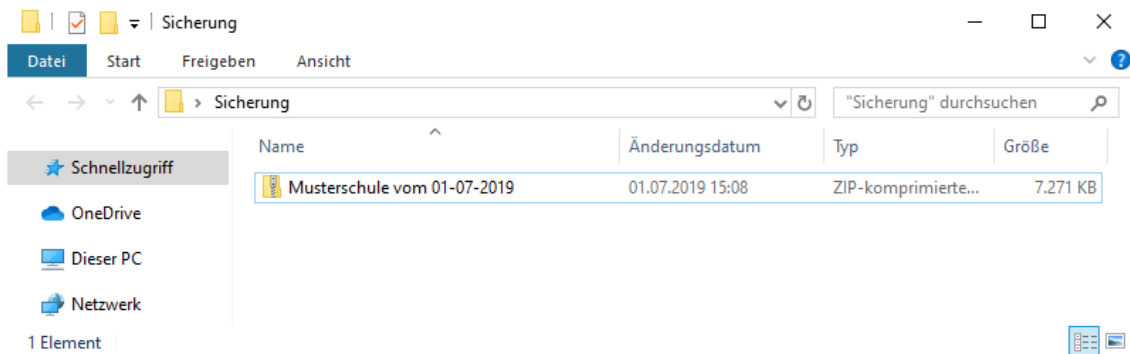 Sicherung
Datei Start Freigeben Ansicht
Sicherung "Sicherung" durchsuchen
Name Änderungsdatum Typ Größe
Schnellzugriff
Musterschule vom 01-07-2019 01.07.2019 15:08 ZIP-komprimierte... 7.271 KB
OneDrive
Dieser PC
Netzwerk
1 Element